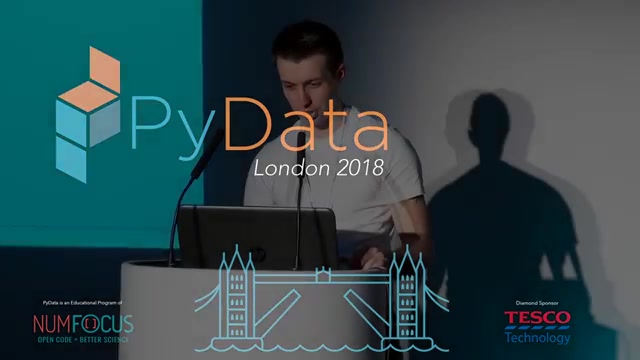 PyData
London 2018
PyData is an Educational Program of
NUMFOCUS
OPEN CODE = BETTER SCIENCE
Diamond Sponsor
TESCO
Technology